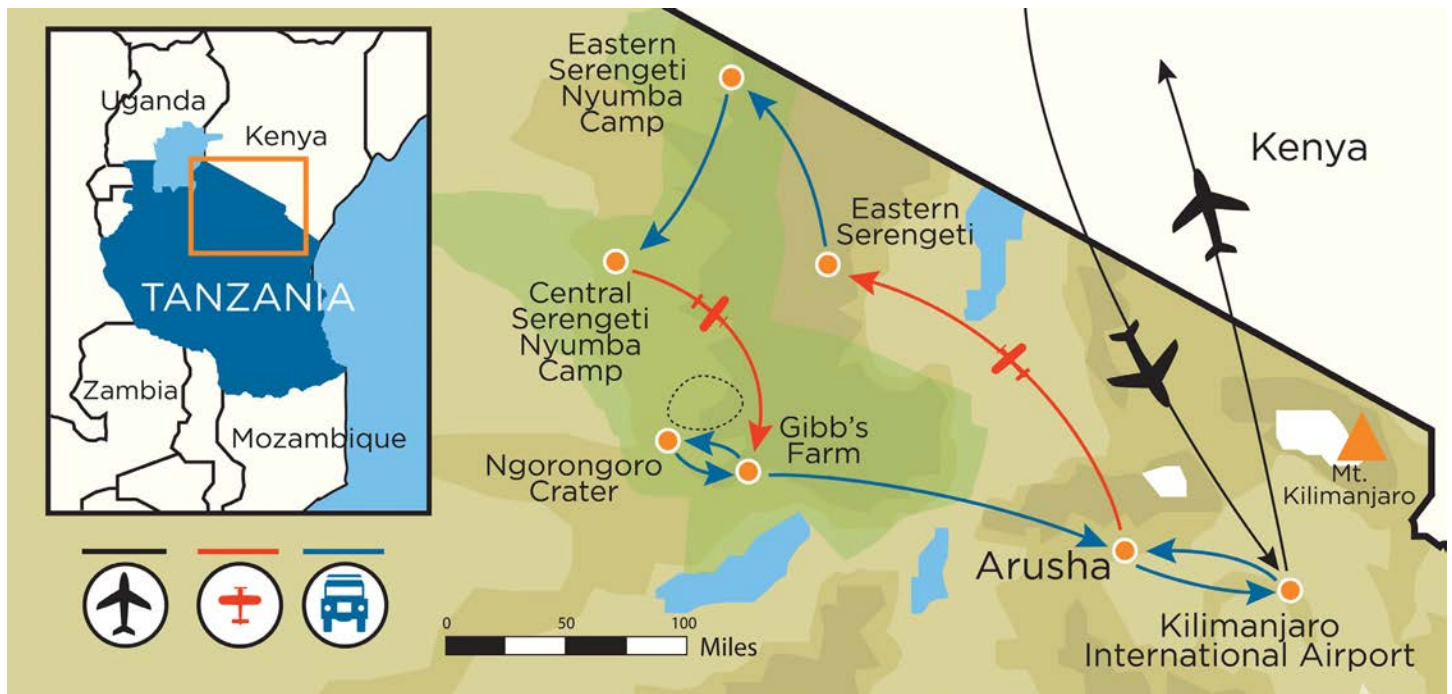 Uganda
Kenya
TANZANIA
Zambia
Mozambique
Eastern
Serengeti
Nyumba
Camp
Kenya
Eastern
Serengeti
Central
Serengeti
Nyumba
Camp
Gibb's
Farm
Ngorongoro
Crater
Mt.
Kilimanjaro
Arusha
Kilimanjaro
International Airport
0 50 100
Miles